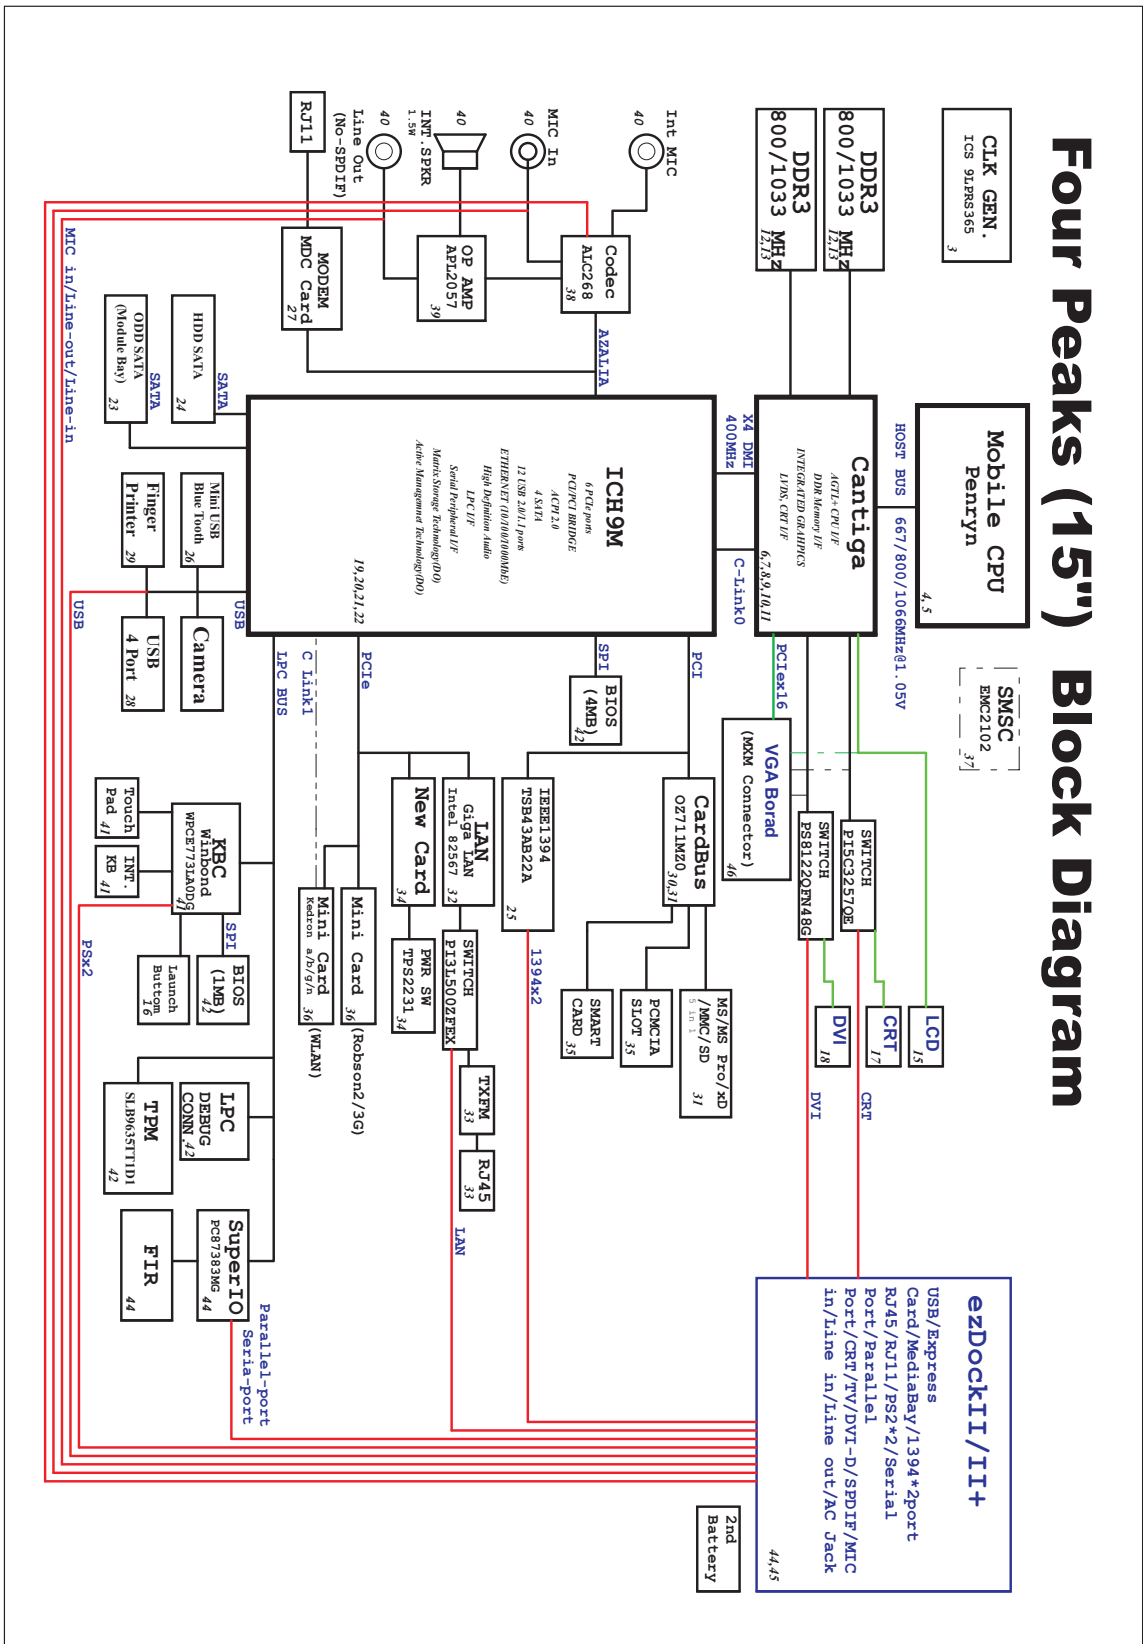 Four Peaks (15")  Block Diagram
CLK GEN.
ICS 9LPRS365
3
Mobile CPU
Penryn
4,5
SMSC
EMC2102
37
HOST BUS  667/800/1066MHz@1.05V
DDR3
800/1033 MHz
12,13
DDR3
800/1033 MHz
12,13
Cantiga
AGTL+ CPU I/F
DDR Memory I/F
INTEGRATED GRAHPICS
LVDS, CRT I/F
6,7,8,9,10,11
X4 DMI
400MHz
C-Link0
PCIex16
VGA Borad
(MXM Connector)
46
SWITCH
PI5C3257QE
SWITCH
PS8122QFN48G
LCD
15
CRT
17
DVI
18
CRT
DVI
ezDockII/II+
USB/Express
Card/MediaBay/1394*2port
RJ45/RJ11/PS2*2/Serial
Port/Parallel
Port/CRT/TV/DVI-D/SPDIF/MIC
in/Line in/Line out/AC Jack
44,45
2nd
Battery
Int MIC
40
MIC In
40
40
INT.SPKR
1.5W
40
Line Out
(No-SPDIF)
RJ11
Codec
ALC268
38
OP AMP
APL2057
39
MODEM
MDC Card
27
AZALIA
ICH9M
6 PCIe ports
PCI/PCI BRIDGE
ACPI 2.0
4 SATA
12 USB 2.0/1.1 ports
ETHERNET (10/100/1000MbE)
High Definition Audio
LPC I/F
Serial Peripheral I/F
Matrix Storage Technology(DO)
Active Managemnet Technology(DO)
19,20,21,22
PCI
SPI
BIOS
(4MB)
42
PCIe
C Link1
LPC BUS
CardBus
OZ711MZ0
30,31
MS/MS Pro/xD
/MMC/SD
5 in 1
31
PCMCIA
SLOT
35
SMART
CARD
35
IEEE1394
TSB43AB22A
25
1394x2
LAN
Giga LAN
Intel 82567
32
SWITCH
PI3L500ZFEX
TXFM
33
RJ45
33
LAN
New Card
34
PWR SW
TPS2231
34
Mini Card
36
(Robson2/3G)
Mini Card
Kedron a/b/g/n
36
(WLAN)
HDD SATA
24
SATA
ODD SATA
(Module Bay)
23
SATA
Mini USB
Blue Tooth
26
Finger
Printer
29
USB
Camera
USB
4 Port
28
USB
MIC in/Line-out/Line-in
KBC
Winbond
WPCE773LA0DG
41
Touch
Pad
41
INT.
KB
41
SPI
BIOS
(1MB)
42
Launch
Buttom
16
PSx2
LPC
DEBUG
CONN.
42
TPM
SLB9635TT1D1
42
SuperIO
PC87383MG
44
FIR
44
Parallel-port
Seria-port